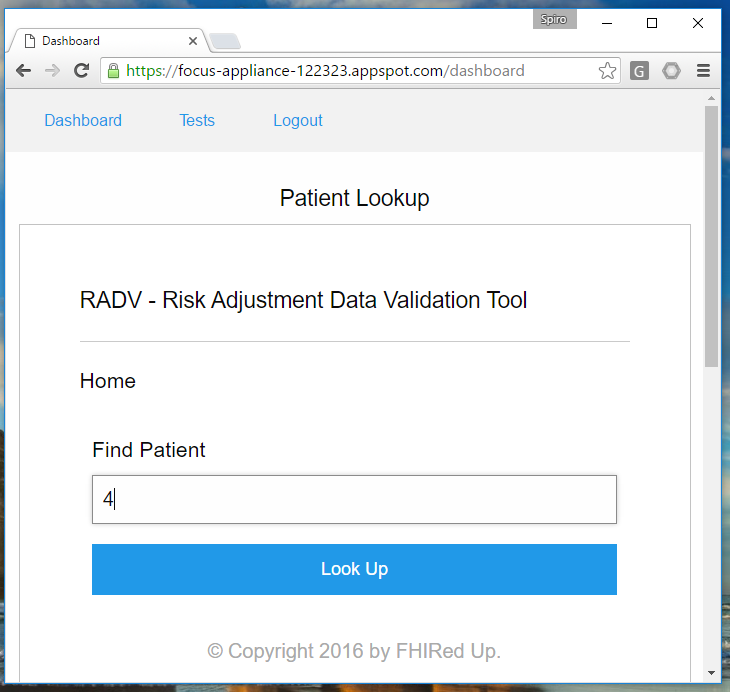 Spiro
Dashboard
https://focus-appliance-122323.appspot.com/dashboard
G
Dashboard Tests Logout
Patient Lookup
RADV - Risk Adjustment Data Validation Tool
Home
Find Patient
4
Look Up
© Copyright 2016 by FHIRed Up.